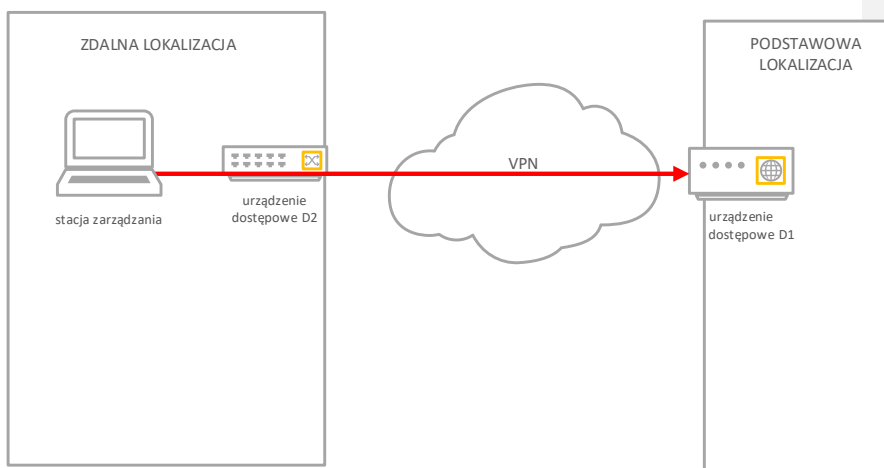 ZDALNA LOKALIZACJA
PODSTAWOWA
LOKALIZACJA
VPN
stacja zarządzania
urządzenie
dostępowe D2
urządzenie
dostępowe D1